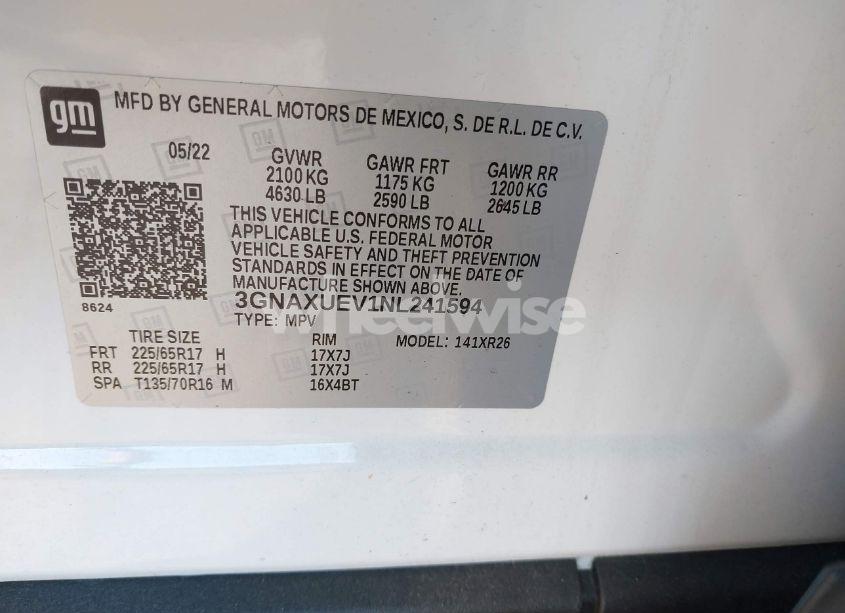 gm
MFD BY GENERAL MOTORS DE MEXICO, S. DE R.L. DE C.V.
05/22 GVWR GAWR FRT GAWR RR
2100 KG 1175 KG 1200 KG
4630 LB 2590 LB 2645 LB
THIS VEHICLE CONFORMS TO ALL
APPLICABLE U.S. FEDERAL MOTOR
VEHICLE SAFETY AND THEFT PREVENTION
STANDARDS IN EFFECT ON THE DATE OF
MANUFACTURE SHOWN ABOVE.
8624 3GNAXUEV1NL241594
TYPE: MPV
wheelwise
TIRE SIZE RIM MODEL: 141XR26
FRT 225/65R17 H 17X7J
RR 225/65R17 H 17X7J
SPA T135/70R16 M 16X4BT